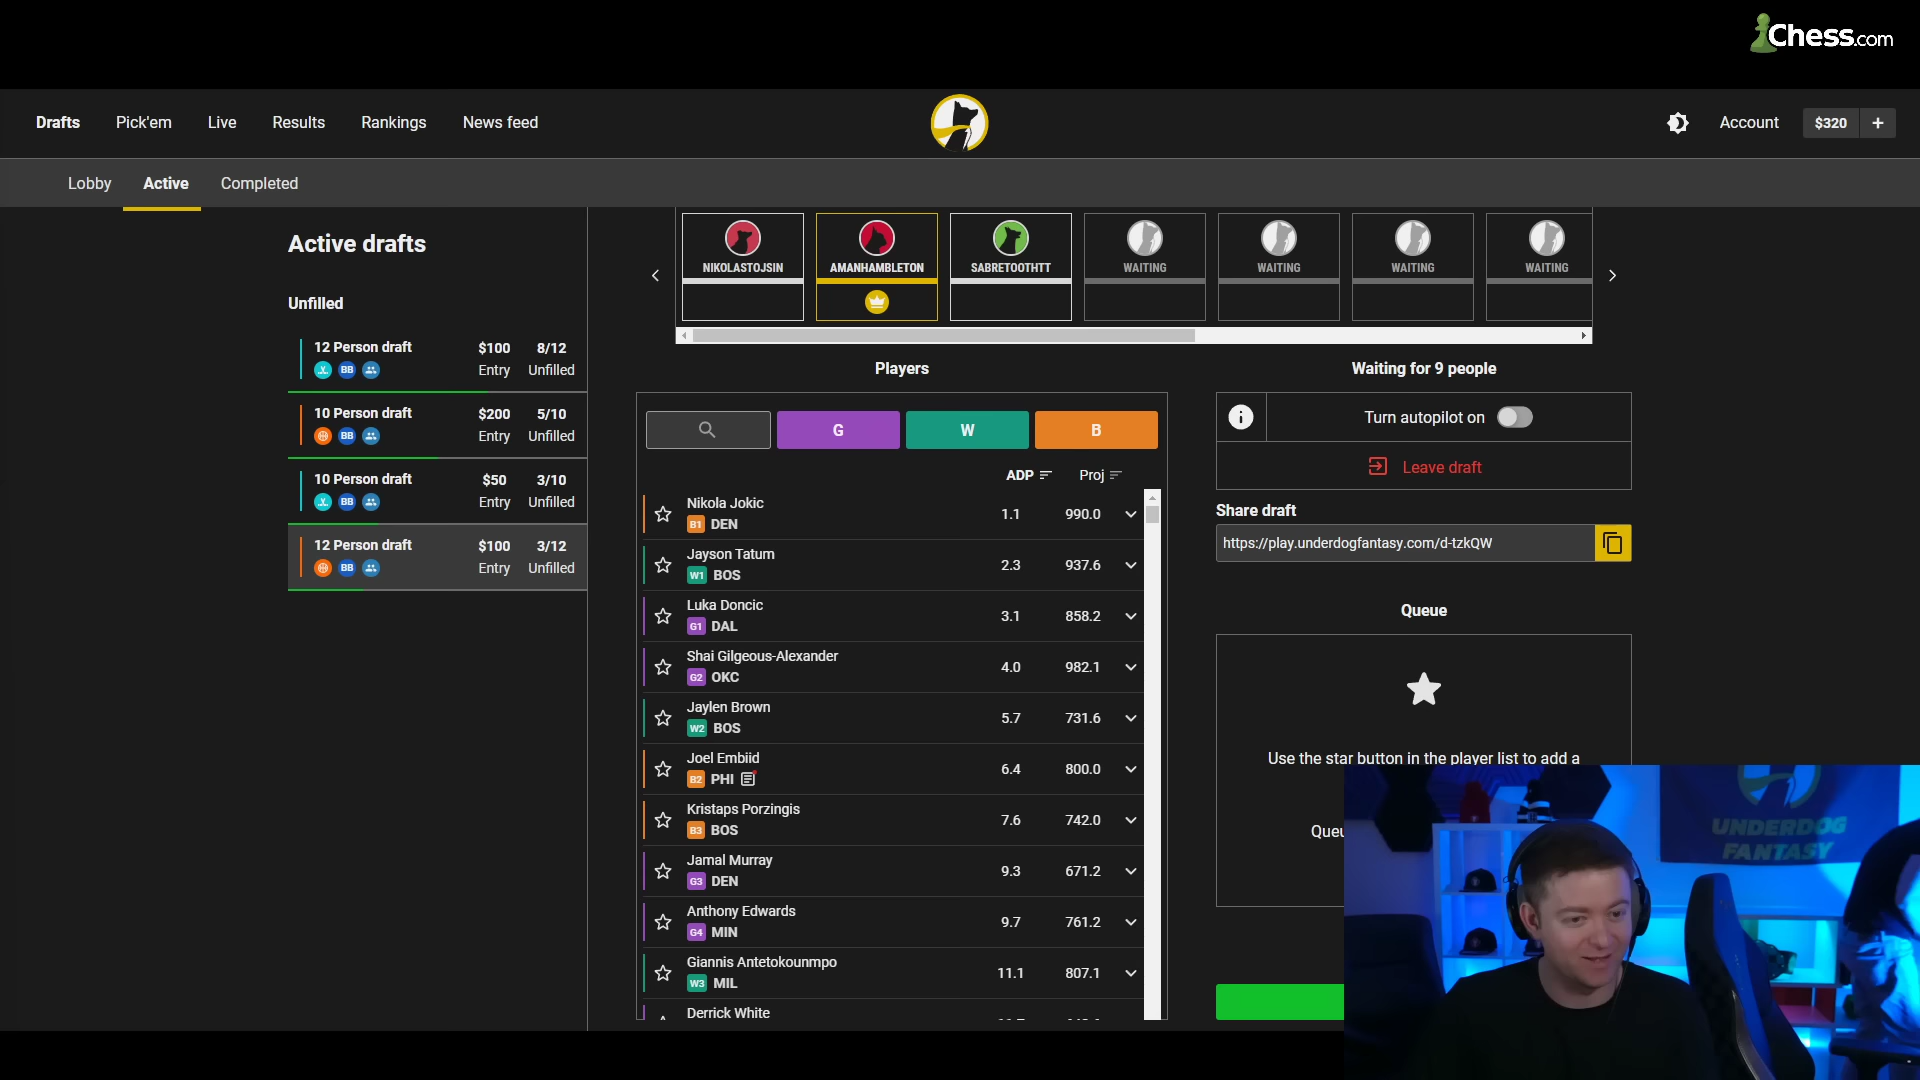 Chess.com
Drafts Pick'em Live Results Rankings News feed
Account $320 +
Lobby Active Completed
Active drafts
Unfilled
12 Person draft $100 8/12
BB Entry Unfilled
10 Person draft $200 5/10
BB Entry Unfilled
10 Person draft $50 3/10
BB Entry Unfilled
12 Person draft $100 3/12
BB Entry Unfilled
NIKOLASTOJSIN AMANHAMBLETON SABRETOOTHTT WAITING WAITING WAITING WAITING
Players
G W B
ADP Proj
Nikola Jokic
B1 DEN 1.1 990.0
Jayson Tatum
W1 BOS 2.3 937.6
Luka Doncic
G1 DAL 3.1 858.2
Shai Gilgeous-Alexander
G2 OKC 4.0 982.1
Jaylen Brown
W2 BOS 5.7 731.6
Joel Embiid
B2 PHI 6.4 800.0
Kristaps Porzingis
B3 BOS 7.6 742.0
Jamal Murray
G3 DEN 9.3 671.2
Anthony Edwards
G4 MIN 9.7 761.2
Giannis Antetokounmpo
W3 MIL 11.1 807.1
Derrick White
Waiting for 9 people
Turn autopilot on
Leave draft
Share draft
https://play.underdogfantasy.com/d-tzkQW
Queue
Use the star button in the player list to add a
UNDERDOG
FANTASY